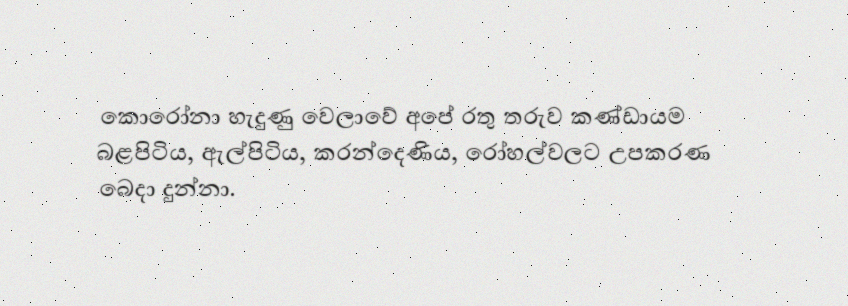 කොරෝනා හැදුණු වෙලාවේ අපේ රතු තරුව කණ්ඩායම
බළපිටිය, ඇල්පිටිය, කරන්දෙණිය, රෝහල්වලට උපකරණ
බෙදා දුන්නා.